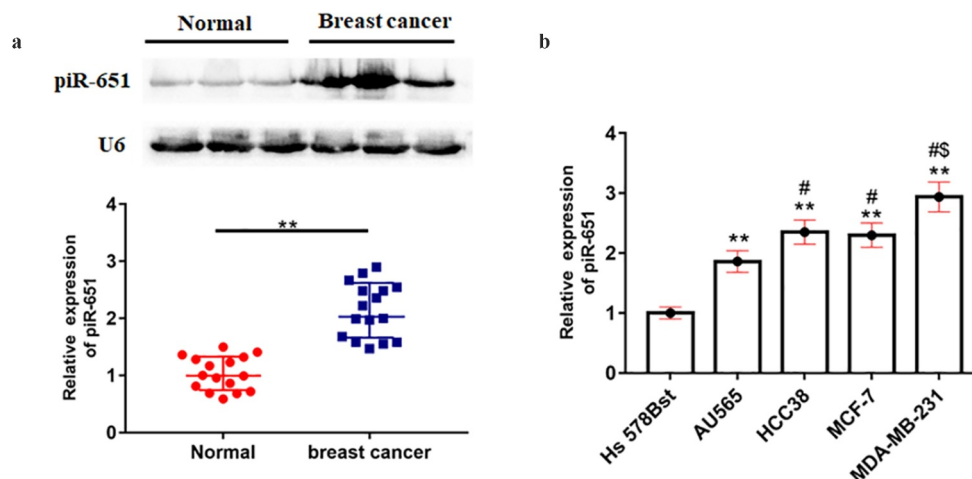 a
Normal Breast cancer
piR-651
U6
Relative expression
of piR-651
4
3
2
1
0
**
Normal breast cancer
b
Relative expression
of piR-651
4
3
2
1
0
**
#
**
#
**
#$
**
Hs 578Bst
AU565
HCC38
MCF-7
MDA-MB-231